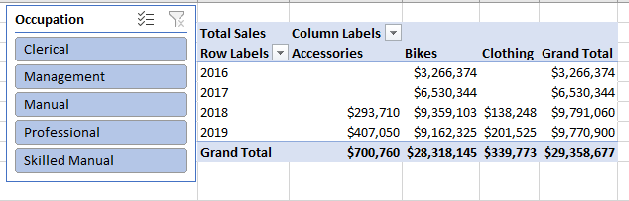 Occupation
Clerical
Management
Manual
Professional
Skilled Manual
Total Sales Column Labels
Row Labels Accessories Bikes Clothing Grand Total
2016 $3,266,374 $3,266,374
2017 $6,530,344 $6,530,344
2018 $293,710 $9,359,103 $138,248 $9,791,060
2019 $407,050 $9,162,325 $201,525 $9,770,900
Grand Total $700,760 $28,318,145 $339,773 $29,358,677